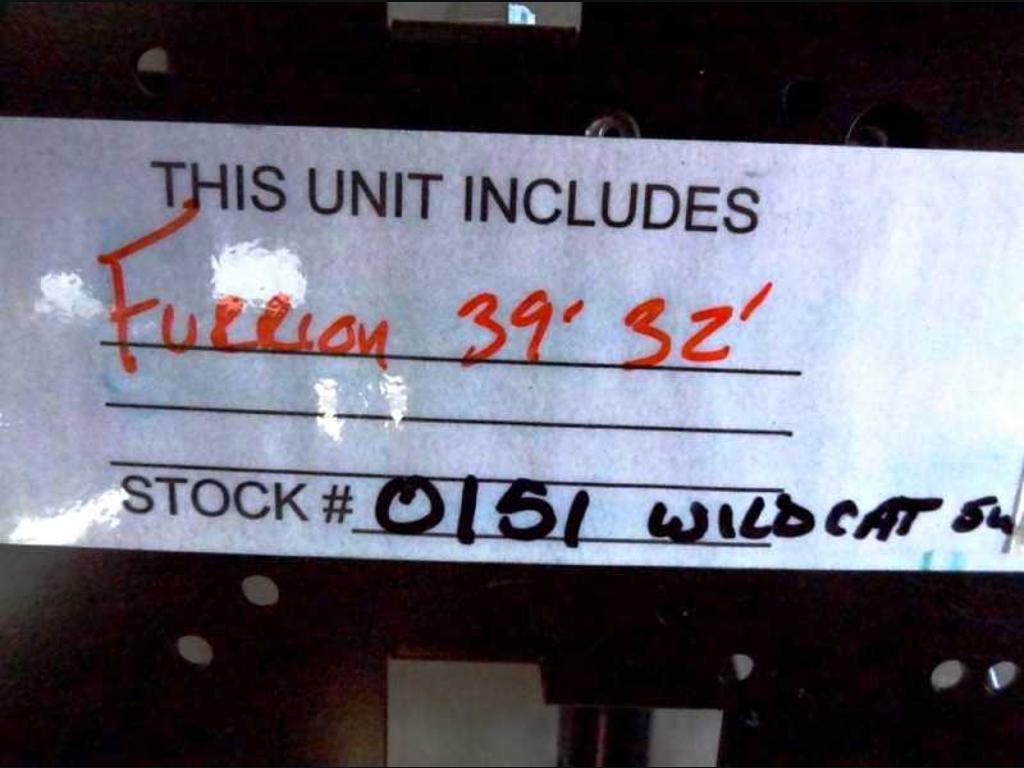 THIS UNIT INCLUDES
Furrion 39' 32'
STOCK # 0151 WILDCAT